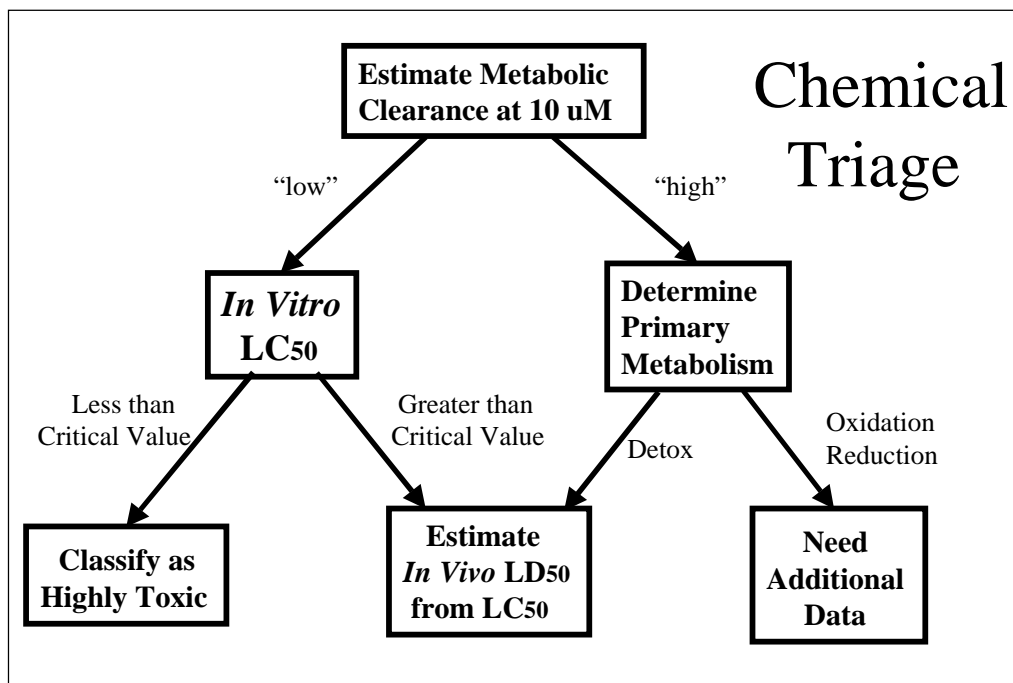 Chemical
Triage
Estimate Metabolic
Clearance at 10 uM
“low”
“high”
In Vitro
LC50
Determine
Primary
Metabolism
Less than
Critical Value
Greater than
Critical Value
Detox
Oxidation
Reduction
Classify as
Highly Toxic
Estimate
In Vivo LD50
from LC50
Need
Additional
Data